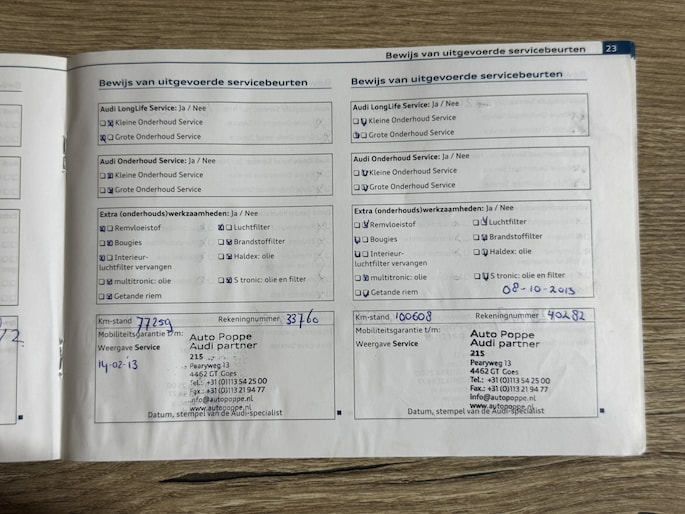 Bewijs van uitgevoerde servicebeurten 23
Bewijs van uitgevoerde servicebeurten
Audi LongLife Service: Ja / Nee
Kleine Onderhoud Service
Grote Onderhoud Service
Audi Onderhoud Service: Ja / Nee
Kleine Onderhoud Service
Grote Onderhoud Service
Extra (onderhouds)werkzaamheden: Ja / Nee
Remvloeistof Luchtfilter
Bougies Brandstoffilter
Interieur- Haldex: olie
luchtfilter vervangen
multitronic: olie S tronic: olie en filter
Getande riem
Km-stand 77259 Rekeningnummer 33760
Mobiliteitsgarantie t/m:
Weergave Service
14-02-'13
Auto Poppe
Audi partner
215
Pearyweg 13
4462 GT Goes
Tel.: +31 (0)113 54 25 00
Fax.: +31 (0)113 21 94 77
info@autopoppe.nl
www.autopoppe.nl
Datum, stempel van de Audi-specialist
Bewijs van uitgevoerde servicebeurten
Audi LongLife Service: Ja / Nee
Kleine Onderhoud Service
Grote Onderhoud Service
Audi Onderhoud Service: Ja / Nee
Kleine Onderhoud Service
Grote Onderhoud Service
Extra (onderhouds)werkzaamheden: Ja / Nee
Remvloeistof Luchtfilter
Bougies Brandstoffilter
Interieur- Haldex: olie
luchtfilter vervangen
multitronic: olie S tronic: olie en filter
Getande riem 08-10-2013
Km-stand 100608 Rekeningnummer 40282
Mobiliteitsgarantie t/m:
Weergave Service
Auto Poppe
Audi partner
215
Pearyweg 13
4462 GT Goes
Tel.: +31 (0)113 54 25 00
Fax.: +31 (0)113 21 94 77
info@autopoppe.nl
www.autopoppe.nl
Datum, stempel van de Audi-specialist